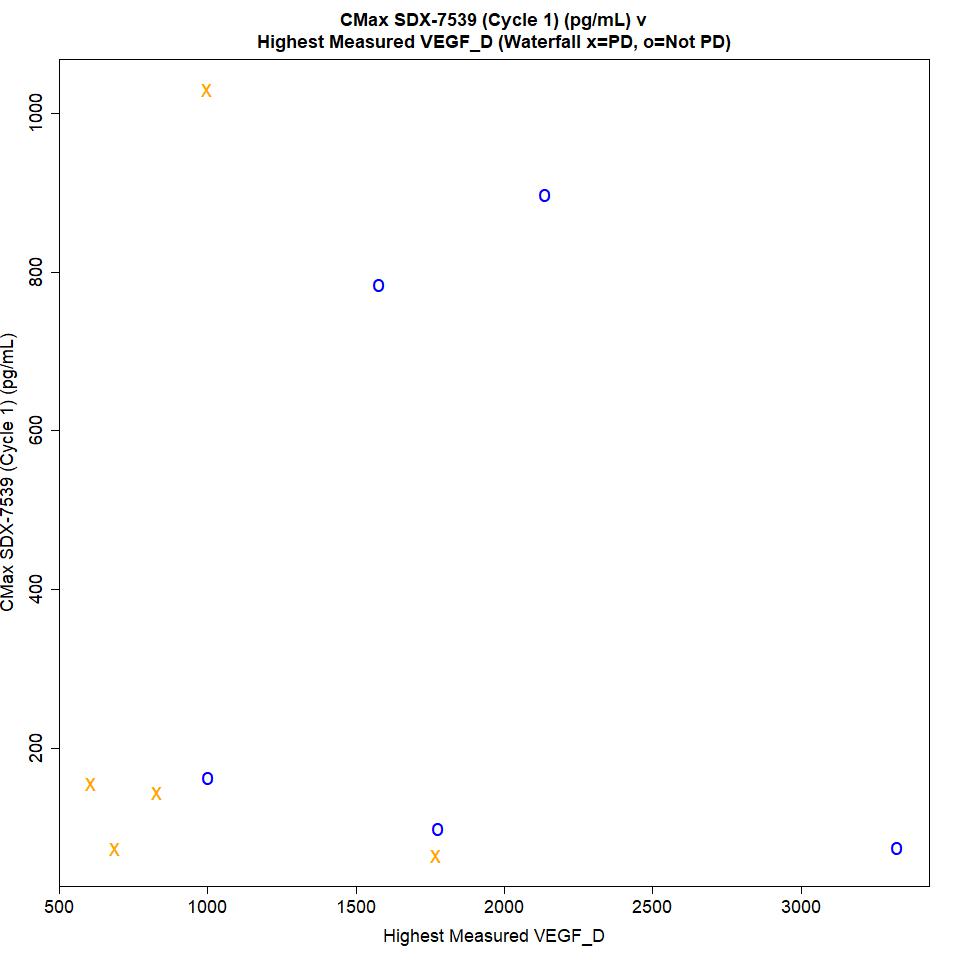 CMax SDX-7539 (Cycle 1) (pg/mL) v
Highest Measured VEGF_D (Waterfall x=PD, o=Not PD)
CMax SDX-7539 (Cycle 1) (pg/mL)
1000
800
600
400
200
x
o
o
x
x
o
x
o
x
o
500 1000 1500 2000 2500 3000
Highest Measured VEGF_D